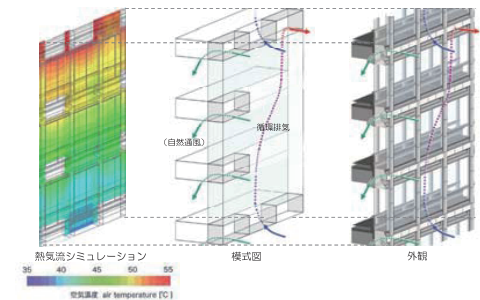 循環排気
（自然通風）
熱気流シミュレーション
模式図
外観
35 40 45 50 55
空気温度 air temperature [℃]